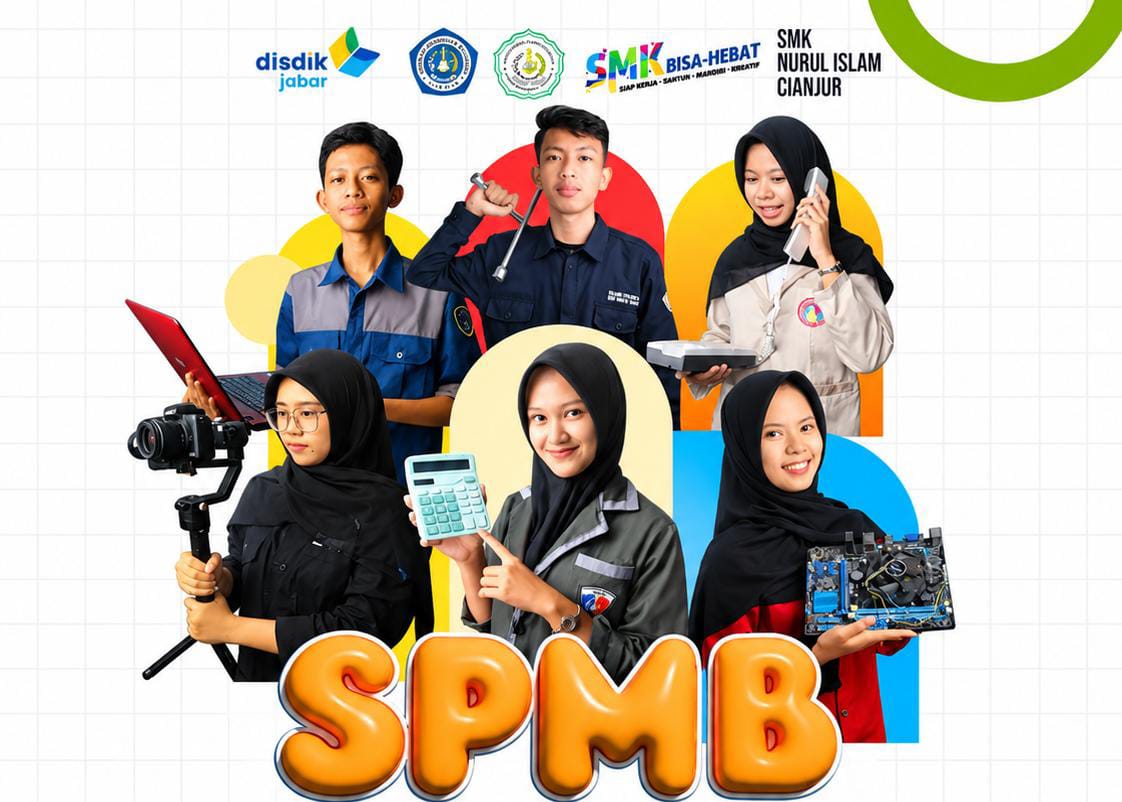 disdik
jabar
SMK BISA-HEBAT
SIAP KERJA • SANTUN • MANDIRI • KREATIF
SMK
NURUL ISLAM
CIANJUR
SPMB